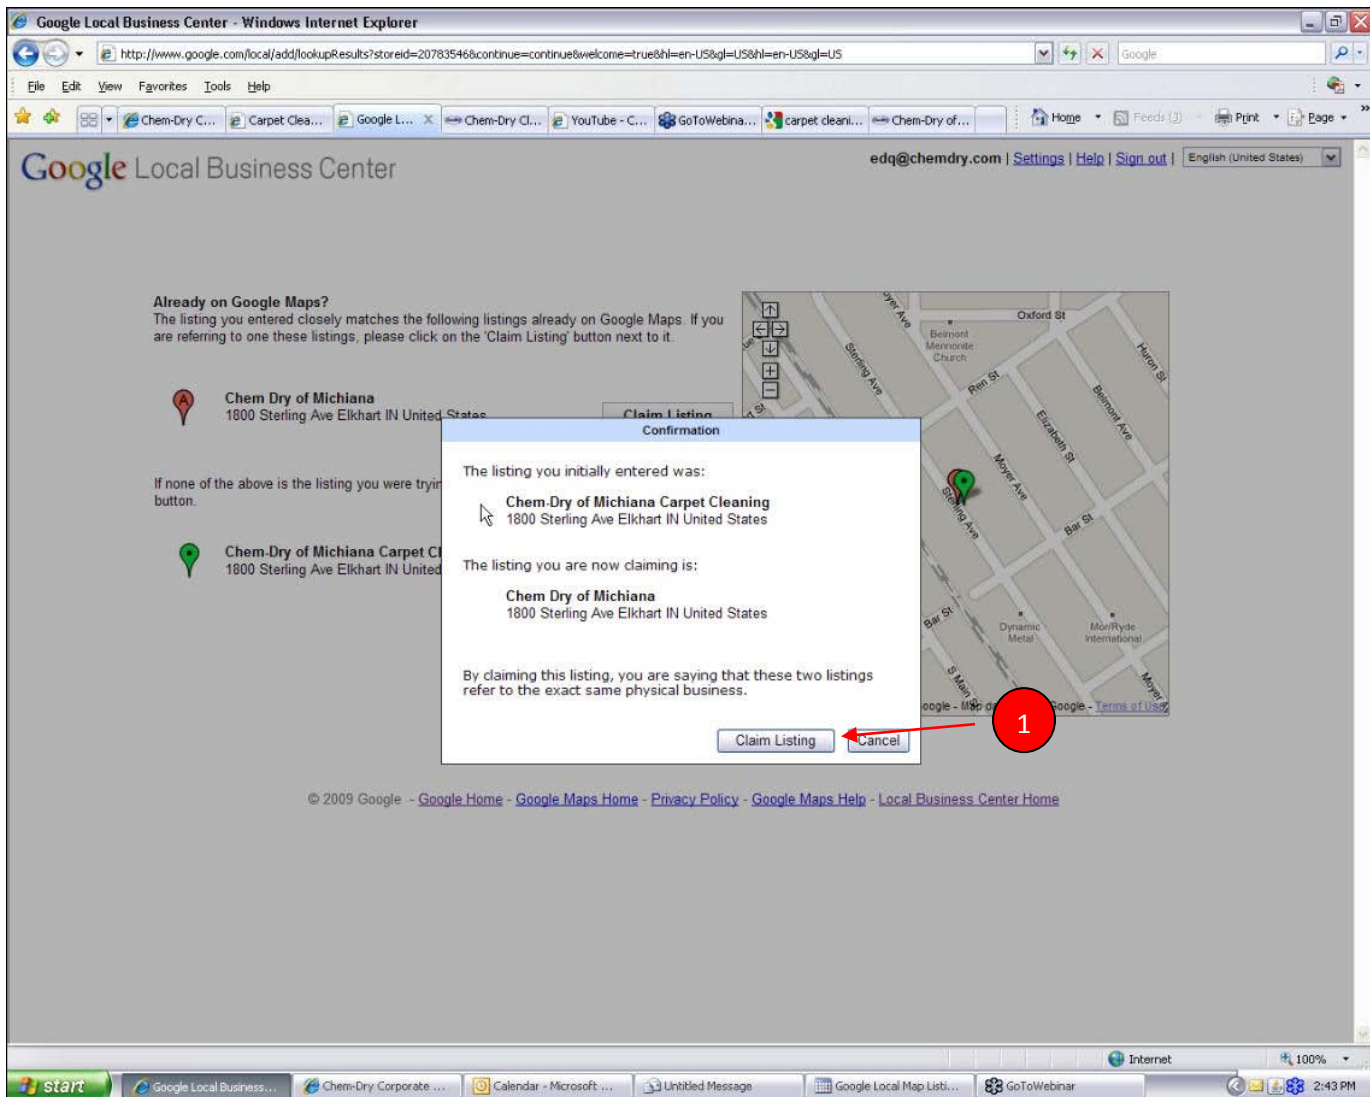 Google Local Business Center - Windows Internet Explorer
http://www.google.com/local/add/lookupResults?storeid=20783546&continue=continue&welcome=true&hl=en-US&gl=US&hl=en-US&gl=US
Google
File Edit View Favorites Tools Help
Chem-Dry C... Carpet Clea... Google L... X Chem-Dry Cl... YouTube - C... GoToWebina... carpet cleani... Chem-Dry of... Home Feeds (J) Print Page
Google Local Business Center
edq@chemdry.com | Settings | Help | Sign out | English (United States)
Already on Google Maps?
The listing you entered closely matches the following listings already on Google Maps. If you
are referring to one these listings, please click on the 'Claim Listing' button next to it.
A
Chem Dry of Michiana
1800 Sterling Ave Elkhart IN United States
Claim Listing
If none of the above is the listing you were tryin
button.
Chem-Dry of Michiana Carpet Cl
1800 Sterling Ave Elkhart IN United
Confirmation
The listing you initially entered was:
Chem-Dry of Michiana Carpet Cleaning
1800 Sterling Ave Elkhart IN United States
The listing you are now claiming is:
Chem Dry of Michiana
1800 Sterling Ave Elkhart IN United States
By claiming this listing, you are saying that these two listings
refer to the exact same physical business.
Claim Listing
Cancel
1
oyer Ave
Oxford St
Belmont
Mennonite
Church
Sterling Ave
Huron St
Ren St
Belmont Ave
Elizabeth St
Moyer Ave
Sterling Ave
Bar St
Bar St
Dynamic
Metal
Mor/Ryde
International
S Main
Moyer
oogle - Map da
Google - Terms of Use
© 2009 Google - Google Home - Google Maps Home - Privacy Policy - Google Maps Help - Local Business Center Home
Internet
100%
start
Google Local Business...
Chem-Dry Corporate ...
Calendar - Microsoft ...
Untitled Message
Google Local Map Listi...
GoToWebinar
2:43 PM